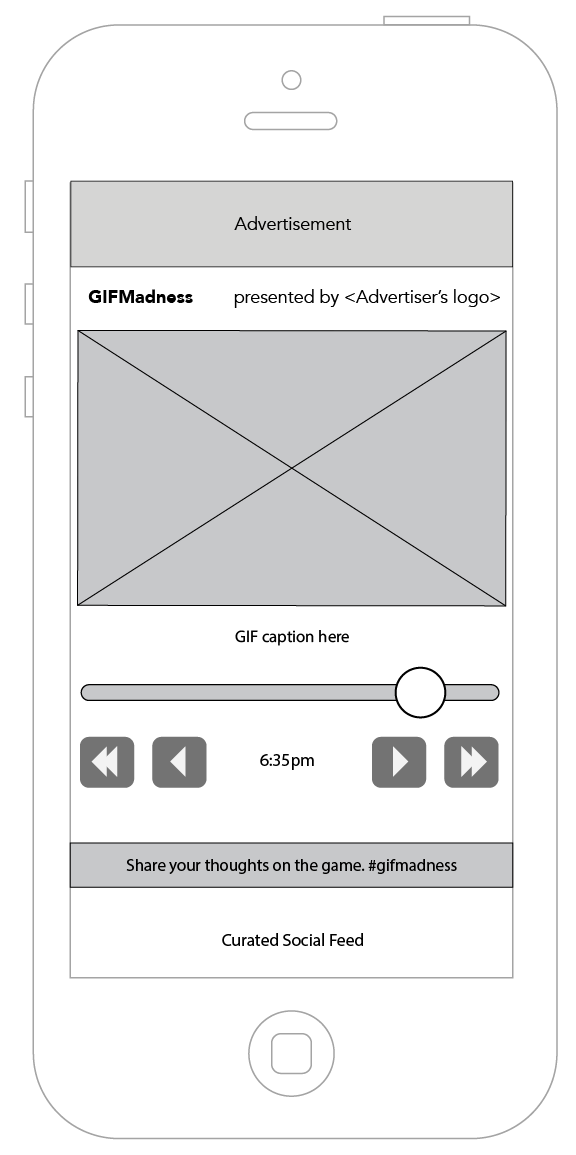 Advertisement
GIFMadness presented by <Advertiser's logo>
GIF caption here
6:35pm
Share your thoughts on the game. #gifmadness
Curated Social Feed